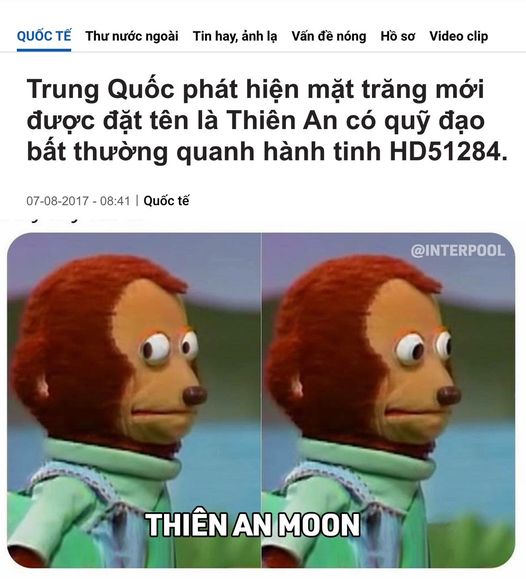 QUỐC TẾ Thư nước ngoài Tin hay, ảnh lạ Vấn đề nóng Hồ sơ Video clip
Trung Quốc phát hiện mặt trăng mới
được đặt tên là Thiên An có quỹ đạo
bất thường quanh hành tinh HD51284.
07-08-2017 - 08:41 | Quốc tế
@INTERPOOL
THIÊN AN MOON